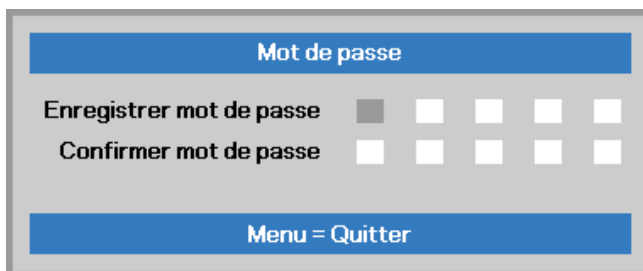 Mot de passe
Enregistrer mot de passe
Confirmer mot de passe
Menu = Quitter